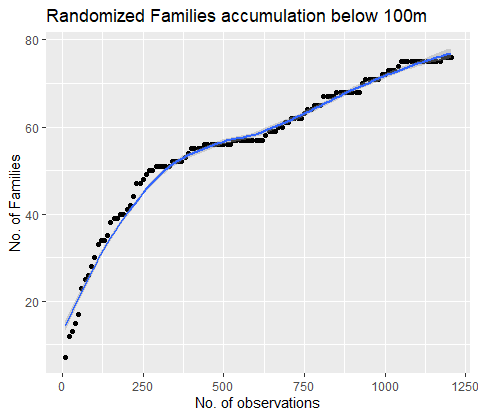 Randomized Families accumulation below 100m
80
60
40
20
No. of Families
0 250 500 750 1000 1250
No. of observations